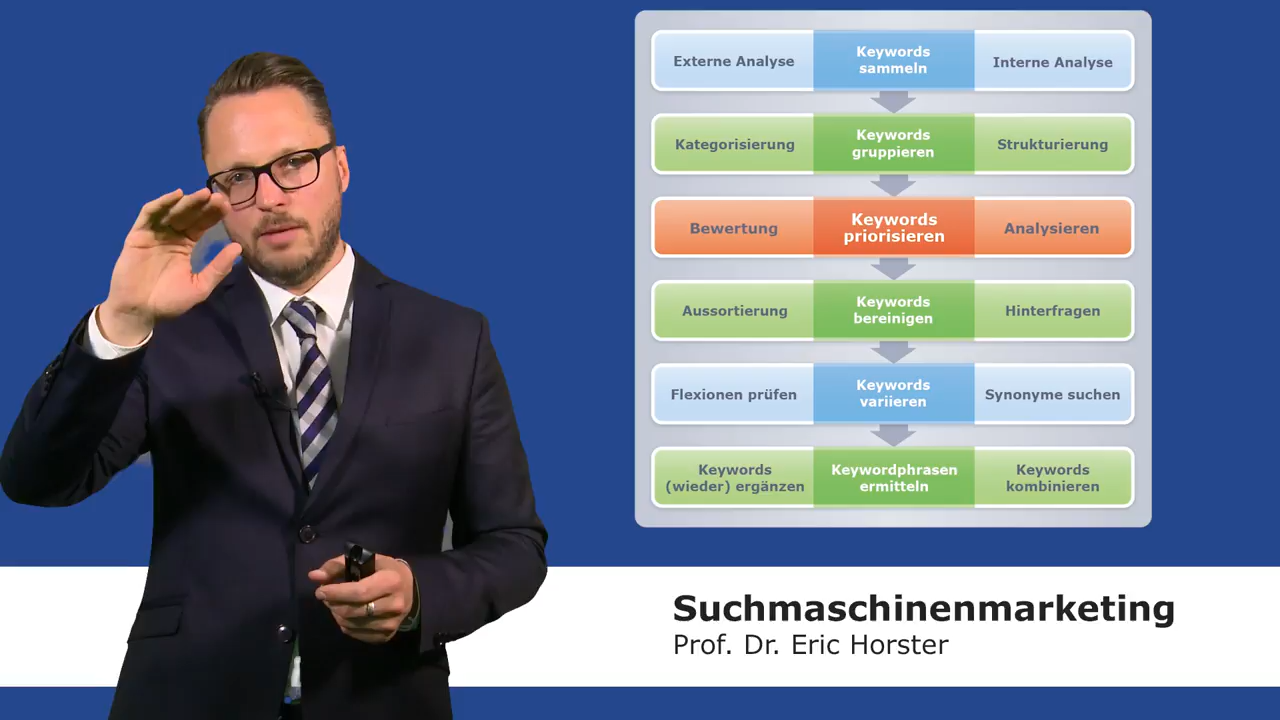 Externe Analyse
Keywords
sammeln
Interne Analyse
Kategorisierung
Keywords
gruppieren
Strukturierung
Bewertung
Keywords
priorisieren
Analysieren
Aussortierung
Keywords
bereinigen
Hinterfragen
Flexionen prüfen
Keywords
variieren
Synonyme suchen
Keywords
(wieder) ergänzen
Keywordphrasen
ermitteln
Keywords
kombinieren
Suchmaschinenmarketing
Prof. Dr. Eric Horster